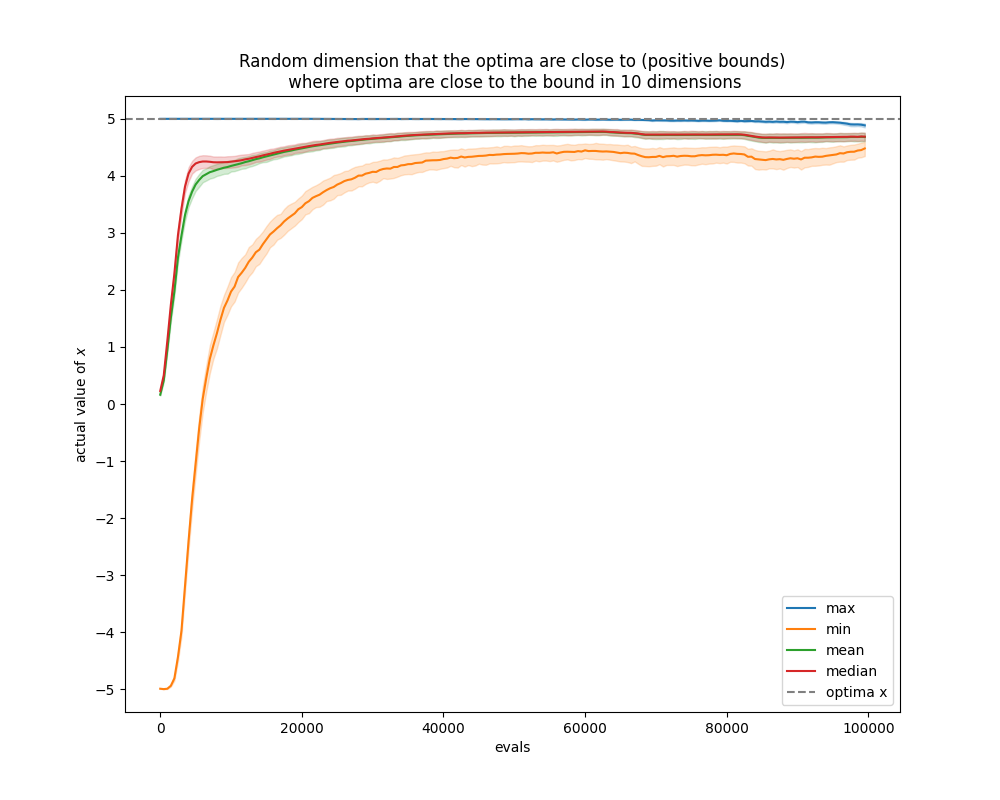 Random dimension that the optima are close to (positive bounds)
where optima are close to the bound in 10 dimensions
5
4
3
2
1
0
−1
−2
−3
−4
−5
actual value of x
0
20000
40000
60000
80000
100000
evals
max
min
mean
median
optima x